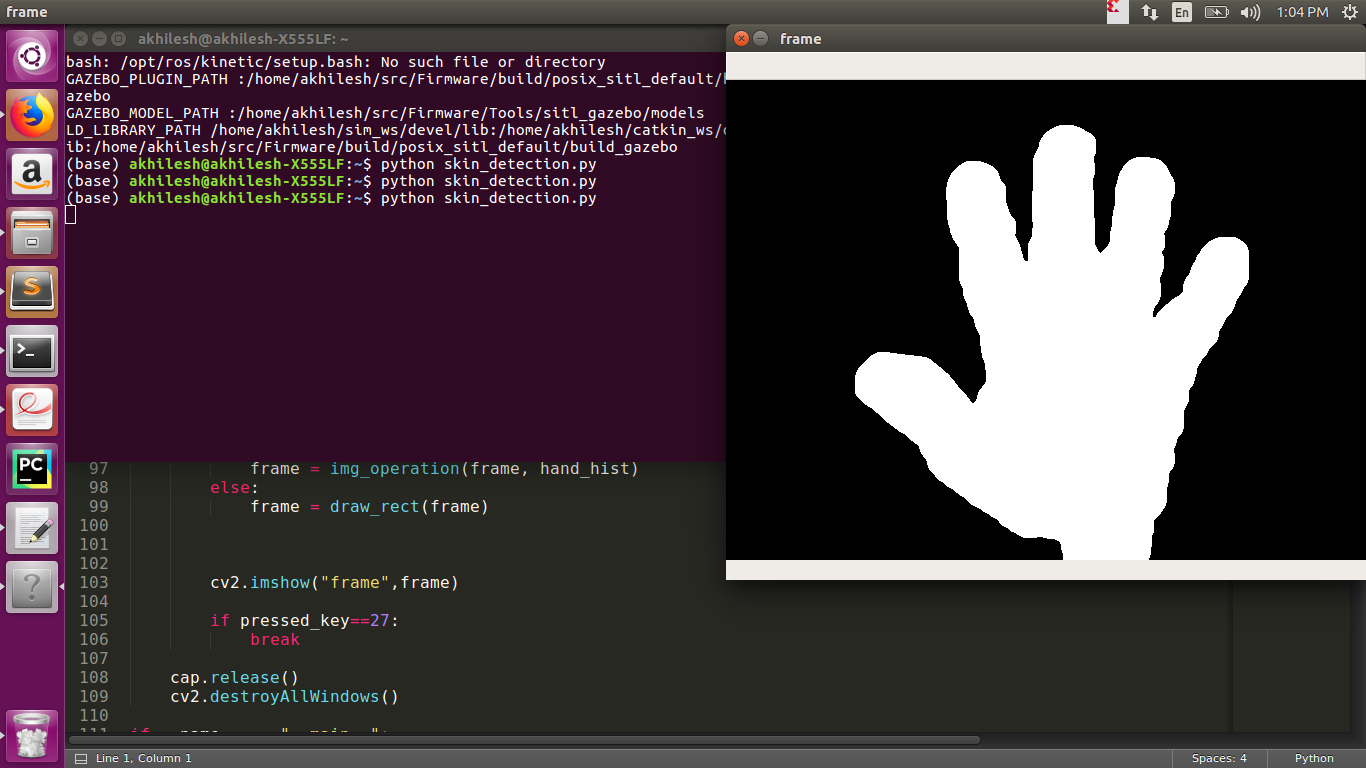 frame
En
1:04 PM
akhilesh@akhilesh-X555LF: ~
bash: /opt/ros/kinetic/setup.bash: No such file or directory
GAZEBO_PLUGIN_PATH :/home/akhilesh/src/Firmware/build/posix_sitl_default/
azebo
GAZEBO_MODEL_PATH :/home/akhilesh/src/Firmware/Tools/sitl_gazebo/models
LD_LIBRARY_PATH /home/akhilesh/sim_ws/devel/lib:/home/akhilesh/catkin_ws/
ib:/home/akhilesh/src/Firmware/build/posix_sitl_default/build_gazebo
(base) akhilesh@akhilesh-X555LF:~$ python skin_detection.py
(base) akhilesh@akhilesh-X555LF:~$ python skin_detection.py
(base) akhilesh@akhilesh-X555LF:~$ python skin_detection.py
frame
a
S
>_
PC
?
97 frame = img_operation(frame, hand_hist)
98 else:
99 frame = draw_rect(frame)
100
101
102
103 cv2.imshow("frame",frame)
104
105 if pressed_key==27:
106 break
107
108 cap.release()
109 cv2.destroyAllWindows()
110
Line 1, Column 1
Spaces: 4
Python